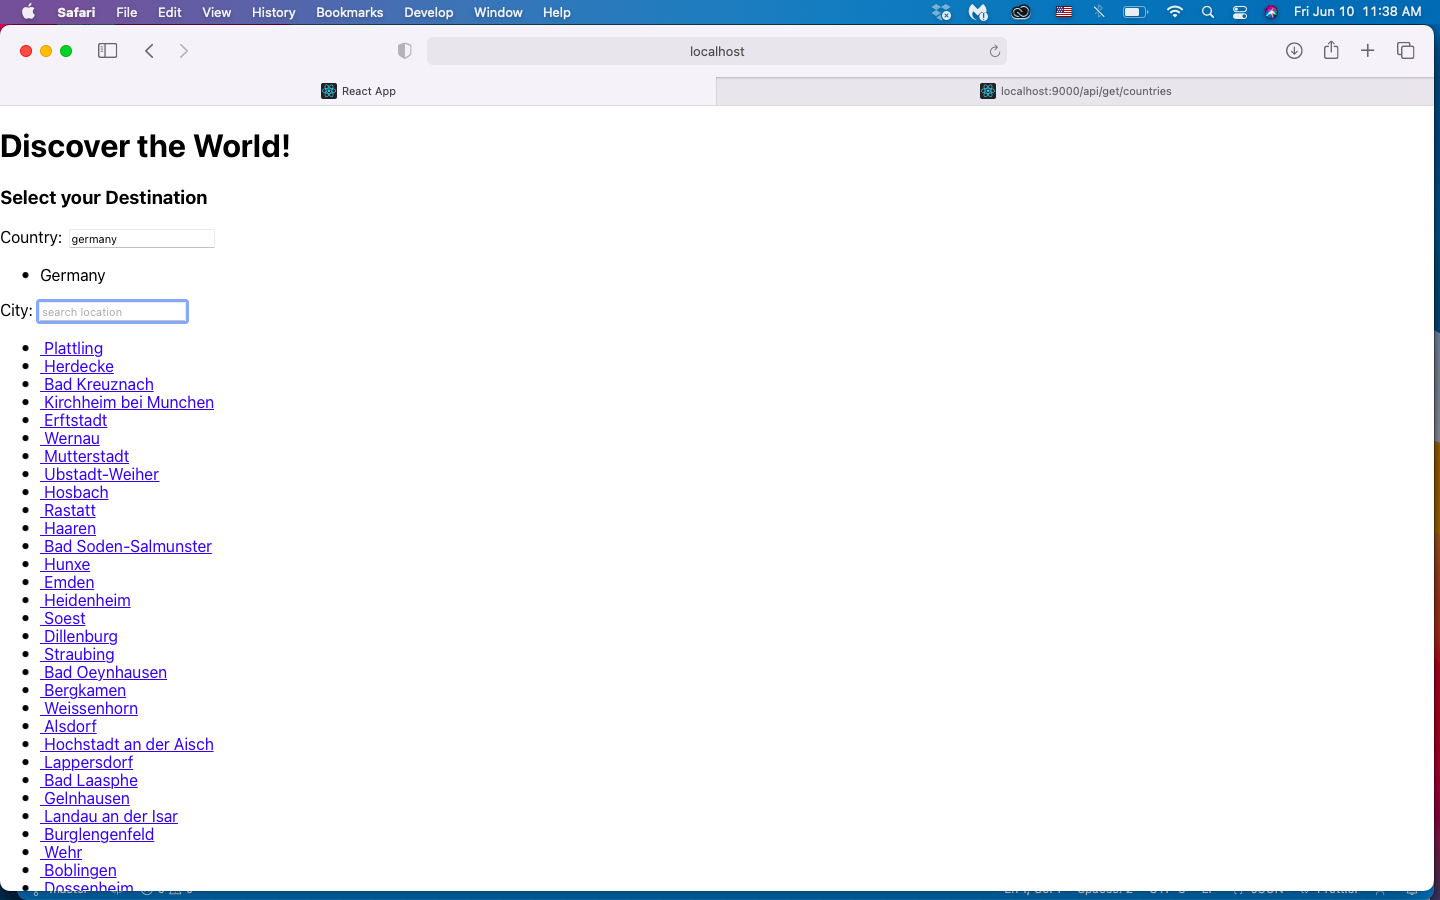 Safari File Edit View History Bookmarks Develop Window Help Fri Jun 10 11:38 AM
localhost
React App
localhost:9000/api/get/countries
Discover the World!
Select your Destination
Country: germany
Germany
City: search location
Plattling
Herdecke
Bad Kreuznach
Kirchheim bei Munchen
Erftstadt
Wernau
Mutterstadt
Ubstadt-Weiher
Hosbach
Rastatt
Haaren
Bad Soden-Salmunster
Hunxe
Emden
Heidenheim
Soest
Dillenburg
Straubing
Bad Oeynhausen
Bergkamen
Weissenhorn
Alsdorf
Hochstadt an der Aisch
Lappersdorf
Bad Laasphe
Gelnhausen
Landau an der Isar
Burglengenfeld
Wehr
Boblingen
Dossenheim